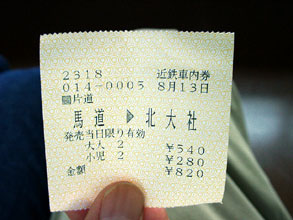 2318 近鉄車内券
014-0005 8月13日
片道
馬道 ▶ 北大社
発売当日限り有効
大人 2 ¥540
小児 2 ¥280
金額 ¥820